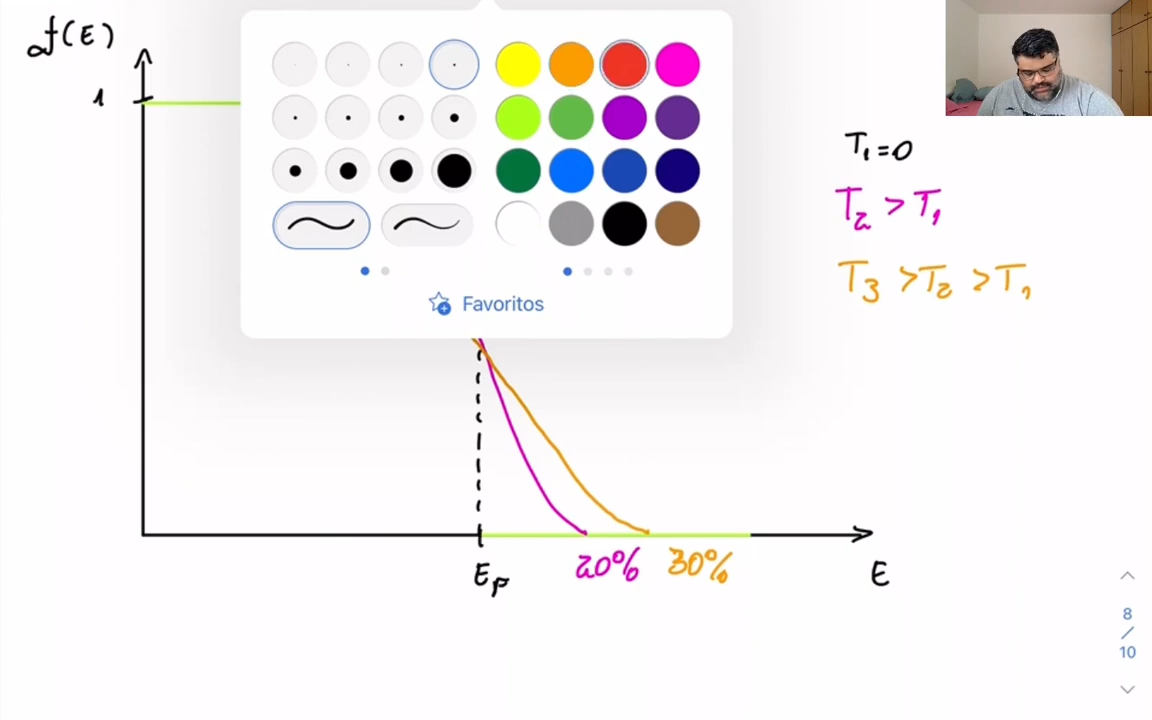 f(E)
1
T₁=0
T₂ > T₁
T₃ > T₂ > T₁
Favoritos
20% 30%
E_F E
8
/
10